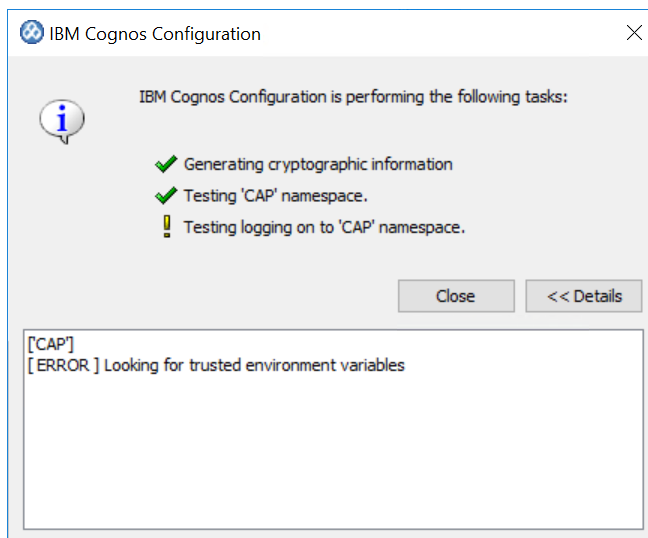 IBM Cognos Configuration
IBM Cognos Configuration is performing the following tasks:
Generating cryptographic information
Testing 'CAP' namespace.
Testing logging on to 'CAP' namespace.
Close
<< Details
['CAP']
[ ERROR ] Looking for trusted environment variables